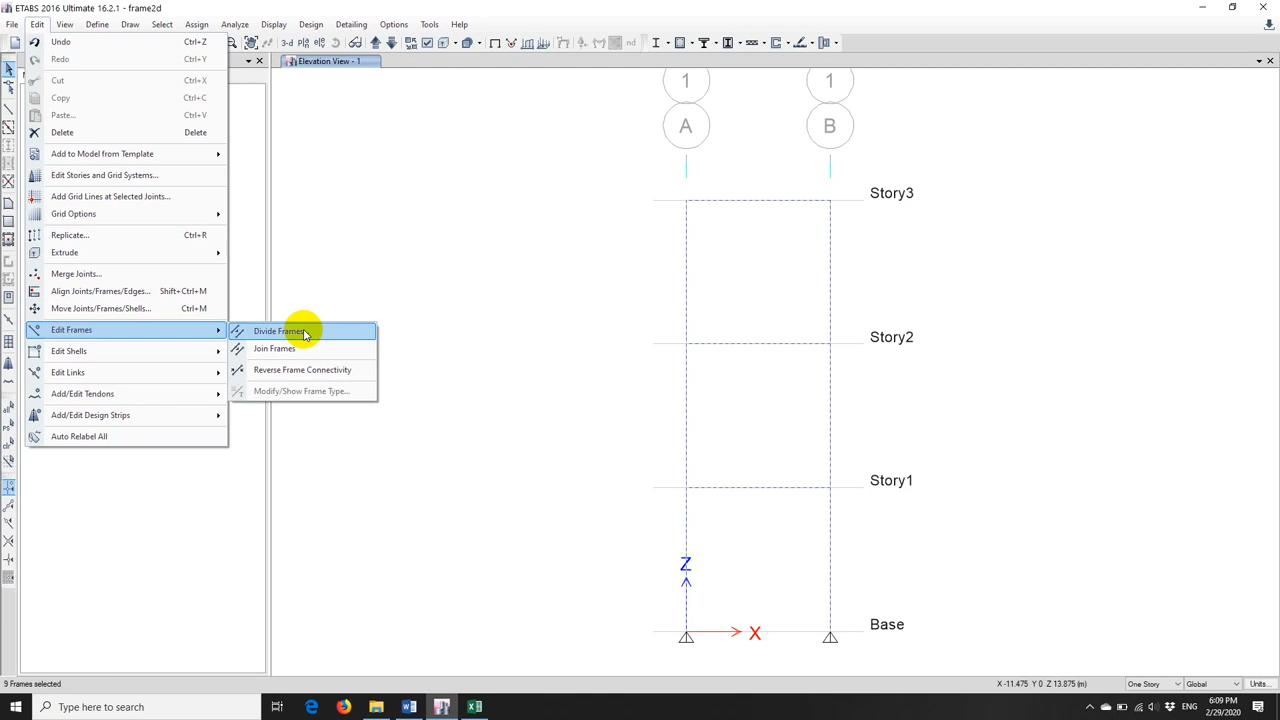 ETABS 2016 Ultimate 16.2.1 - frame2d
File Edit View Define Draw Select Assign Analyze Display Design Detailing Options Tools Help
3-d
nd
Elevation View - 1
Undo Ctrl+Z
Redo Ctrl+Y
Cut Ctrl+X
Copy Ctrl+C
Paste... Ctrl+V
Delete Delete
Add to Model from Template
Edit Stories and Grid Systems...
Add Grid Lines at Selected Joints...
Grid Options
Replicate... Ctrl+R
Extrude
Merge Joints...
Align Joints/Frames/Edges... Shift+Ctrl+M
Move Joints/Frames/Shells... Ctrl+M
Edit Frames
Edit Shells
Edit Links
Add/Edit Tendons
Add/Edit Design Strips
Auto Relabel All
Divide Frames
Join Frames
Reverse Frame Connectivity
Modify/Show Frame Type...
1 1
A B
Story3
Story2
Story1
Z
Base
X
all
ps
clr
9 Frames selected
X -11.475 Y 0 Z 13.875 (m)
One Story
Global
Units...
Type here to search
ENG
6:09 PM
2/29/2020